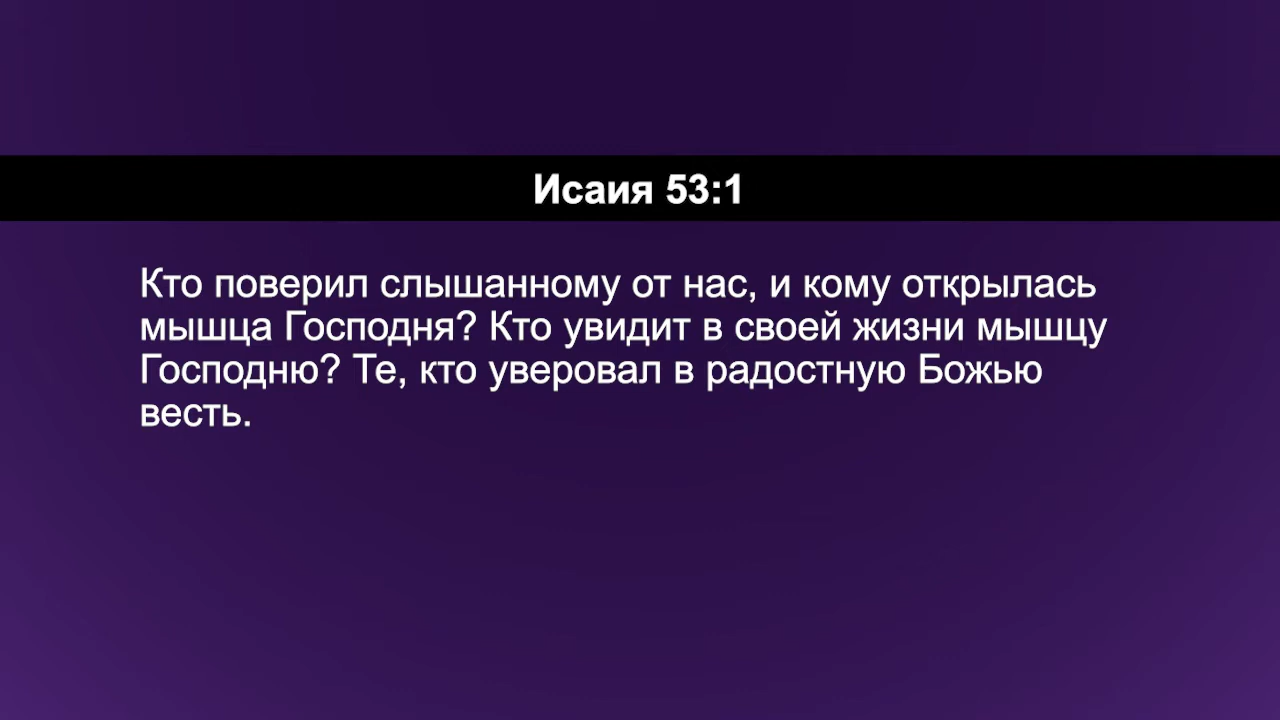 Исаия 53:1
Кто поверил слышанному от нас, и кому открылась
мышца Господня? Кто увидит в своей жизни мышцу
Господню? Те, кто уверовал в радостную Божью
весть.